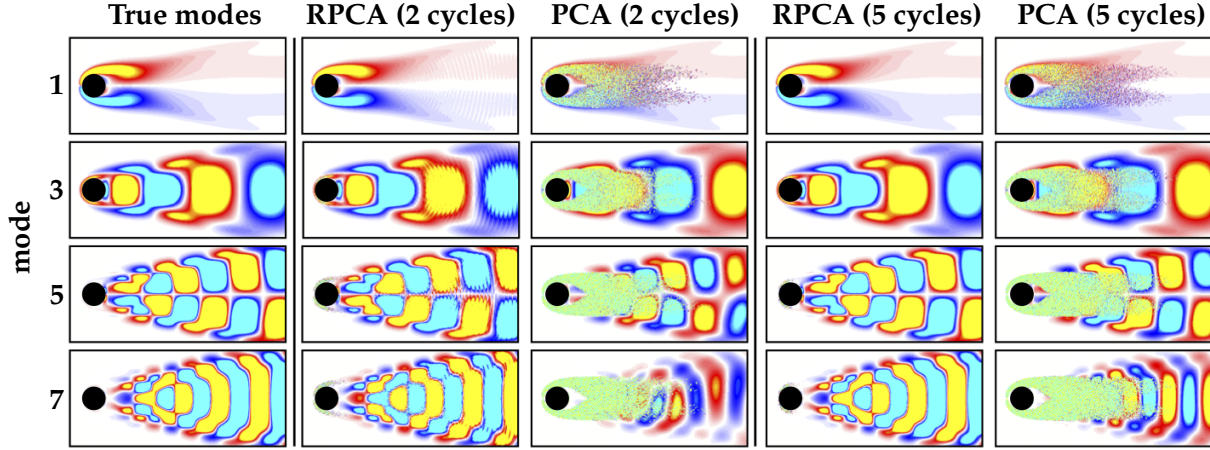 True modes RPCA (2 cycles) PCA (2 cycles) RPCA (5 cycles) PCA (5 cycles)
mode
1
3
5
7